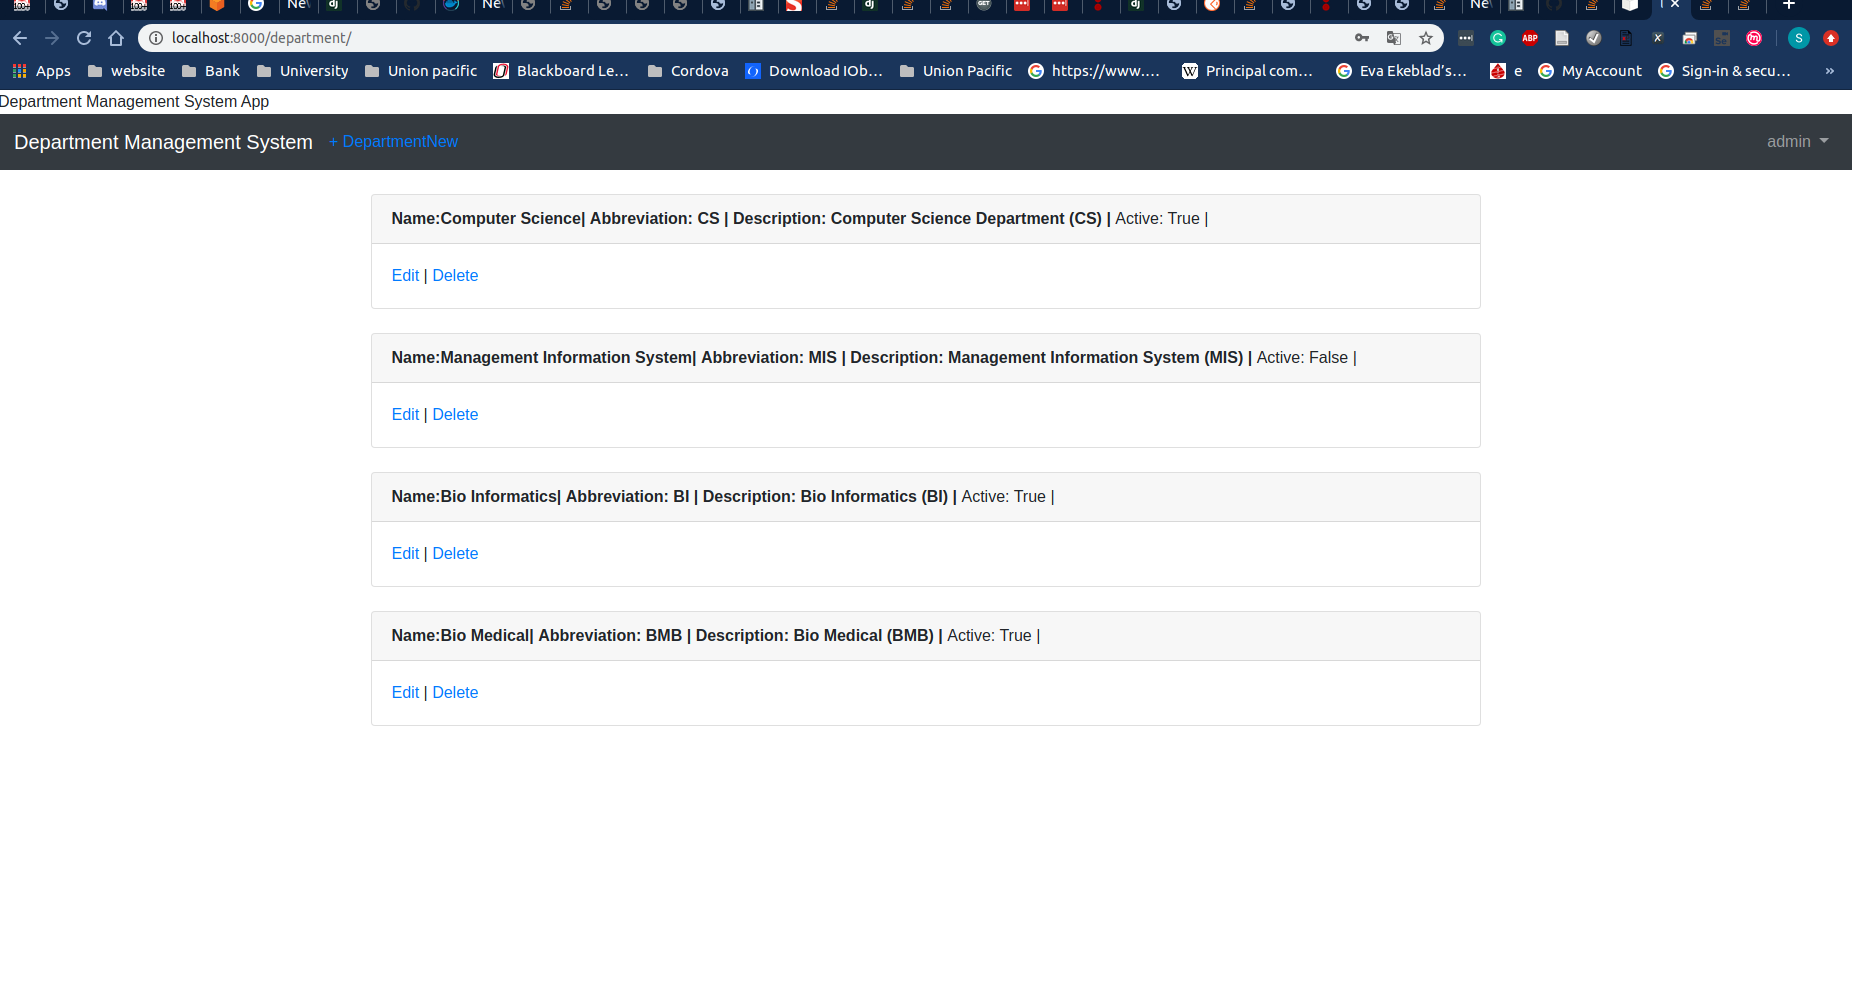 Ne
Ne
Ne
localhost:8000/department/
ABP
S
Apps website Bank University Union pacific Blackboard Le... Cordova Download IOb... Union Pacific https://www.... Principal com... Eva Ekeblad's... e My Account Sign-in & secu... »
Department Management System App
Department Management System + DepartmentNew admin
Name:Computer Science| Abbreviation: CS | Description: Computer Science Department (CS) | Active: True |
Edit | Delete
Name:Management Information System| Abbreviation: MIS | Description: Management Information System (MIS) | Active: False |
Edit | Delete
Name:Bio Informatics| Abbreviation: BI | Description: Bio Informatics (BI) | Active: True |
Edit | Delete
Name:Bio Medical| Abbreviation: BMB | Description: Bio Medical (BMB) | Active: True |
Edit | Delete